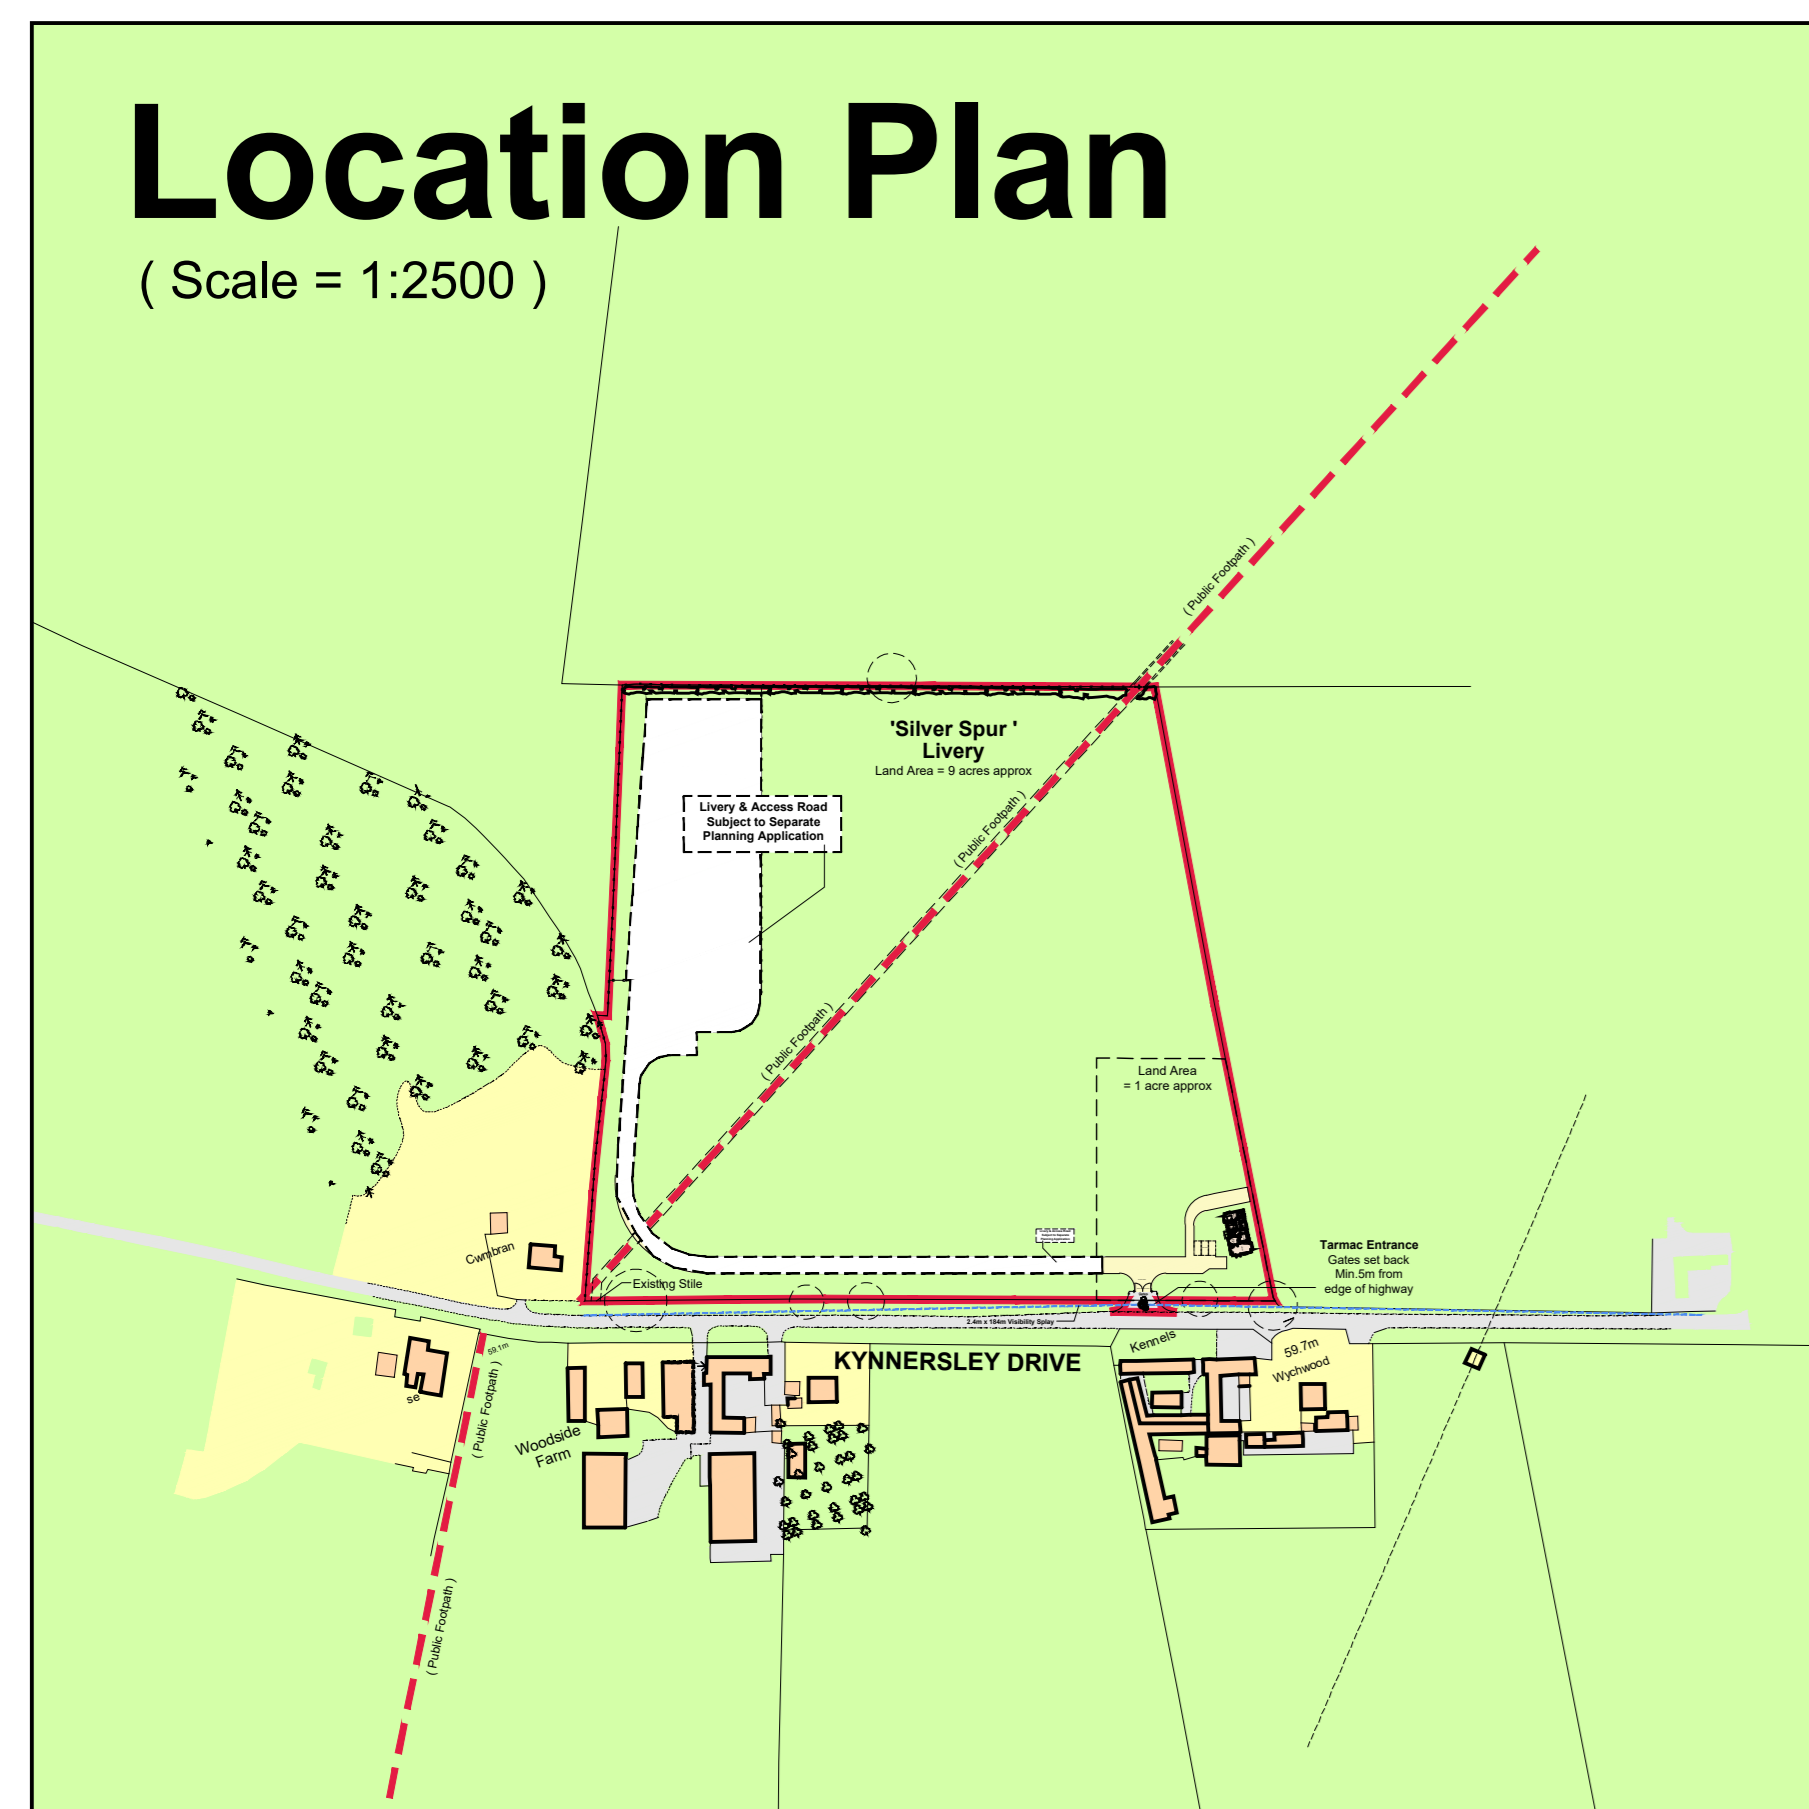 Location Plan
( Scale = 1:2500 )
( Public Footpath )
'Silver Spur '
Livery
Land Area = 9 acres approx
Livery & Access Road
Subject to Separate
Planning Application
( Public Footpath )
( Public Footpath )
Land Area
= 1 acre approx
Cwmbran
Existing Stile
Tarmac Entrance
Gates set back
Min.5m from
edge of highway
2.4m x 184m Visibility Splay
59.1m
se
( Public Footpath )
KYNNERSLEY DRIVE
Kennels
59.7m
Wychwood
Woodside
Farm
( Public Footpath )